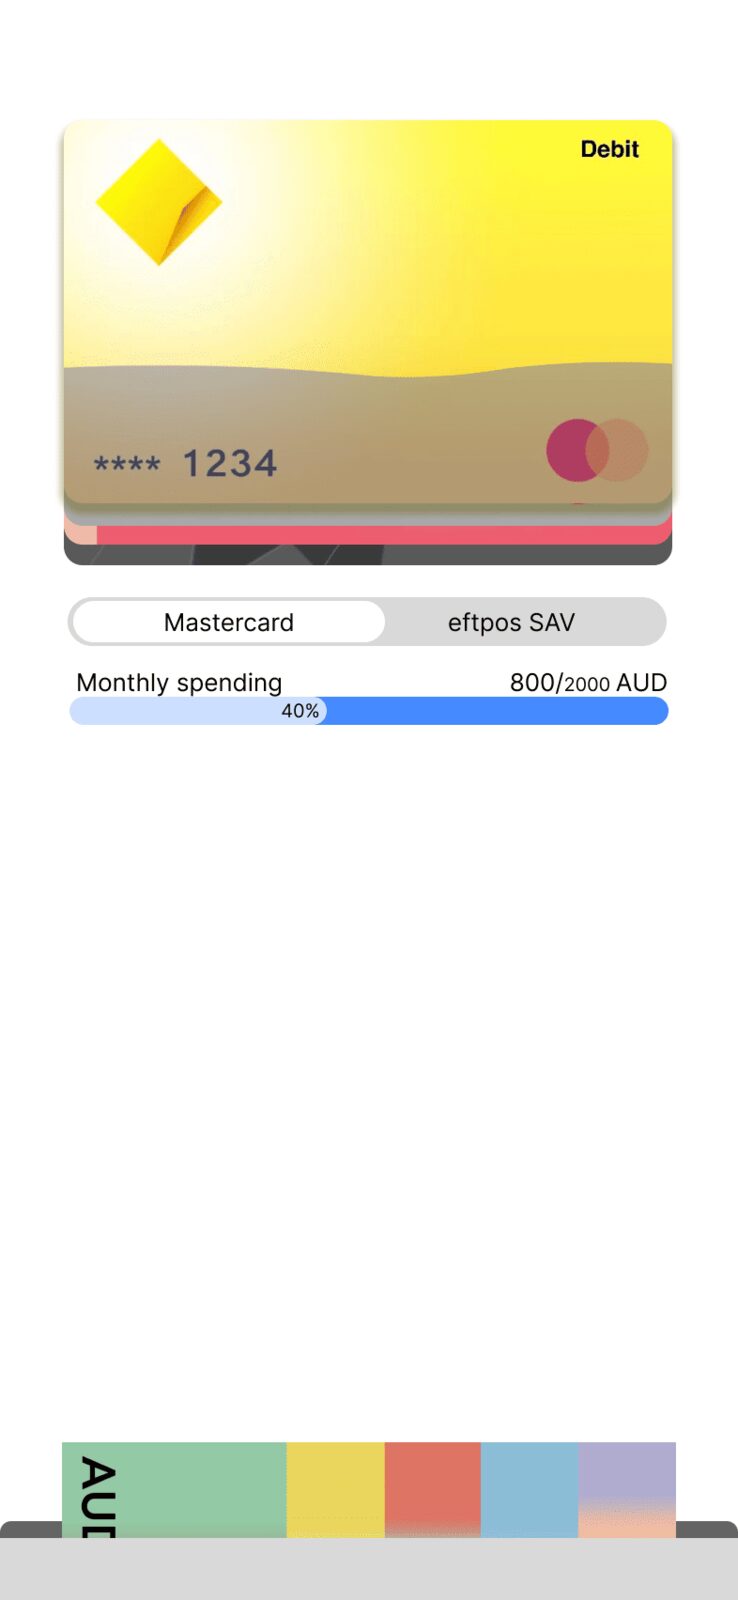 Debit
**** 1234
Mastercard
eftpos SAV
Monthly spending
800/2000 AUD
40%
AUD